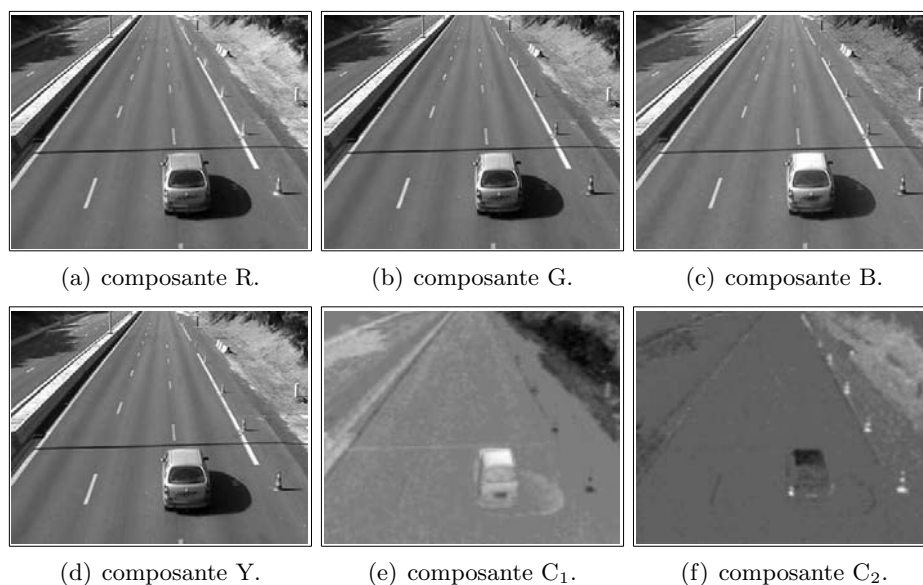 (a) composante R.
(b) composante G.
(c) composante B.
(d) composante Y.
(e) composante C₁.
(f) composante C₂.